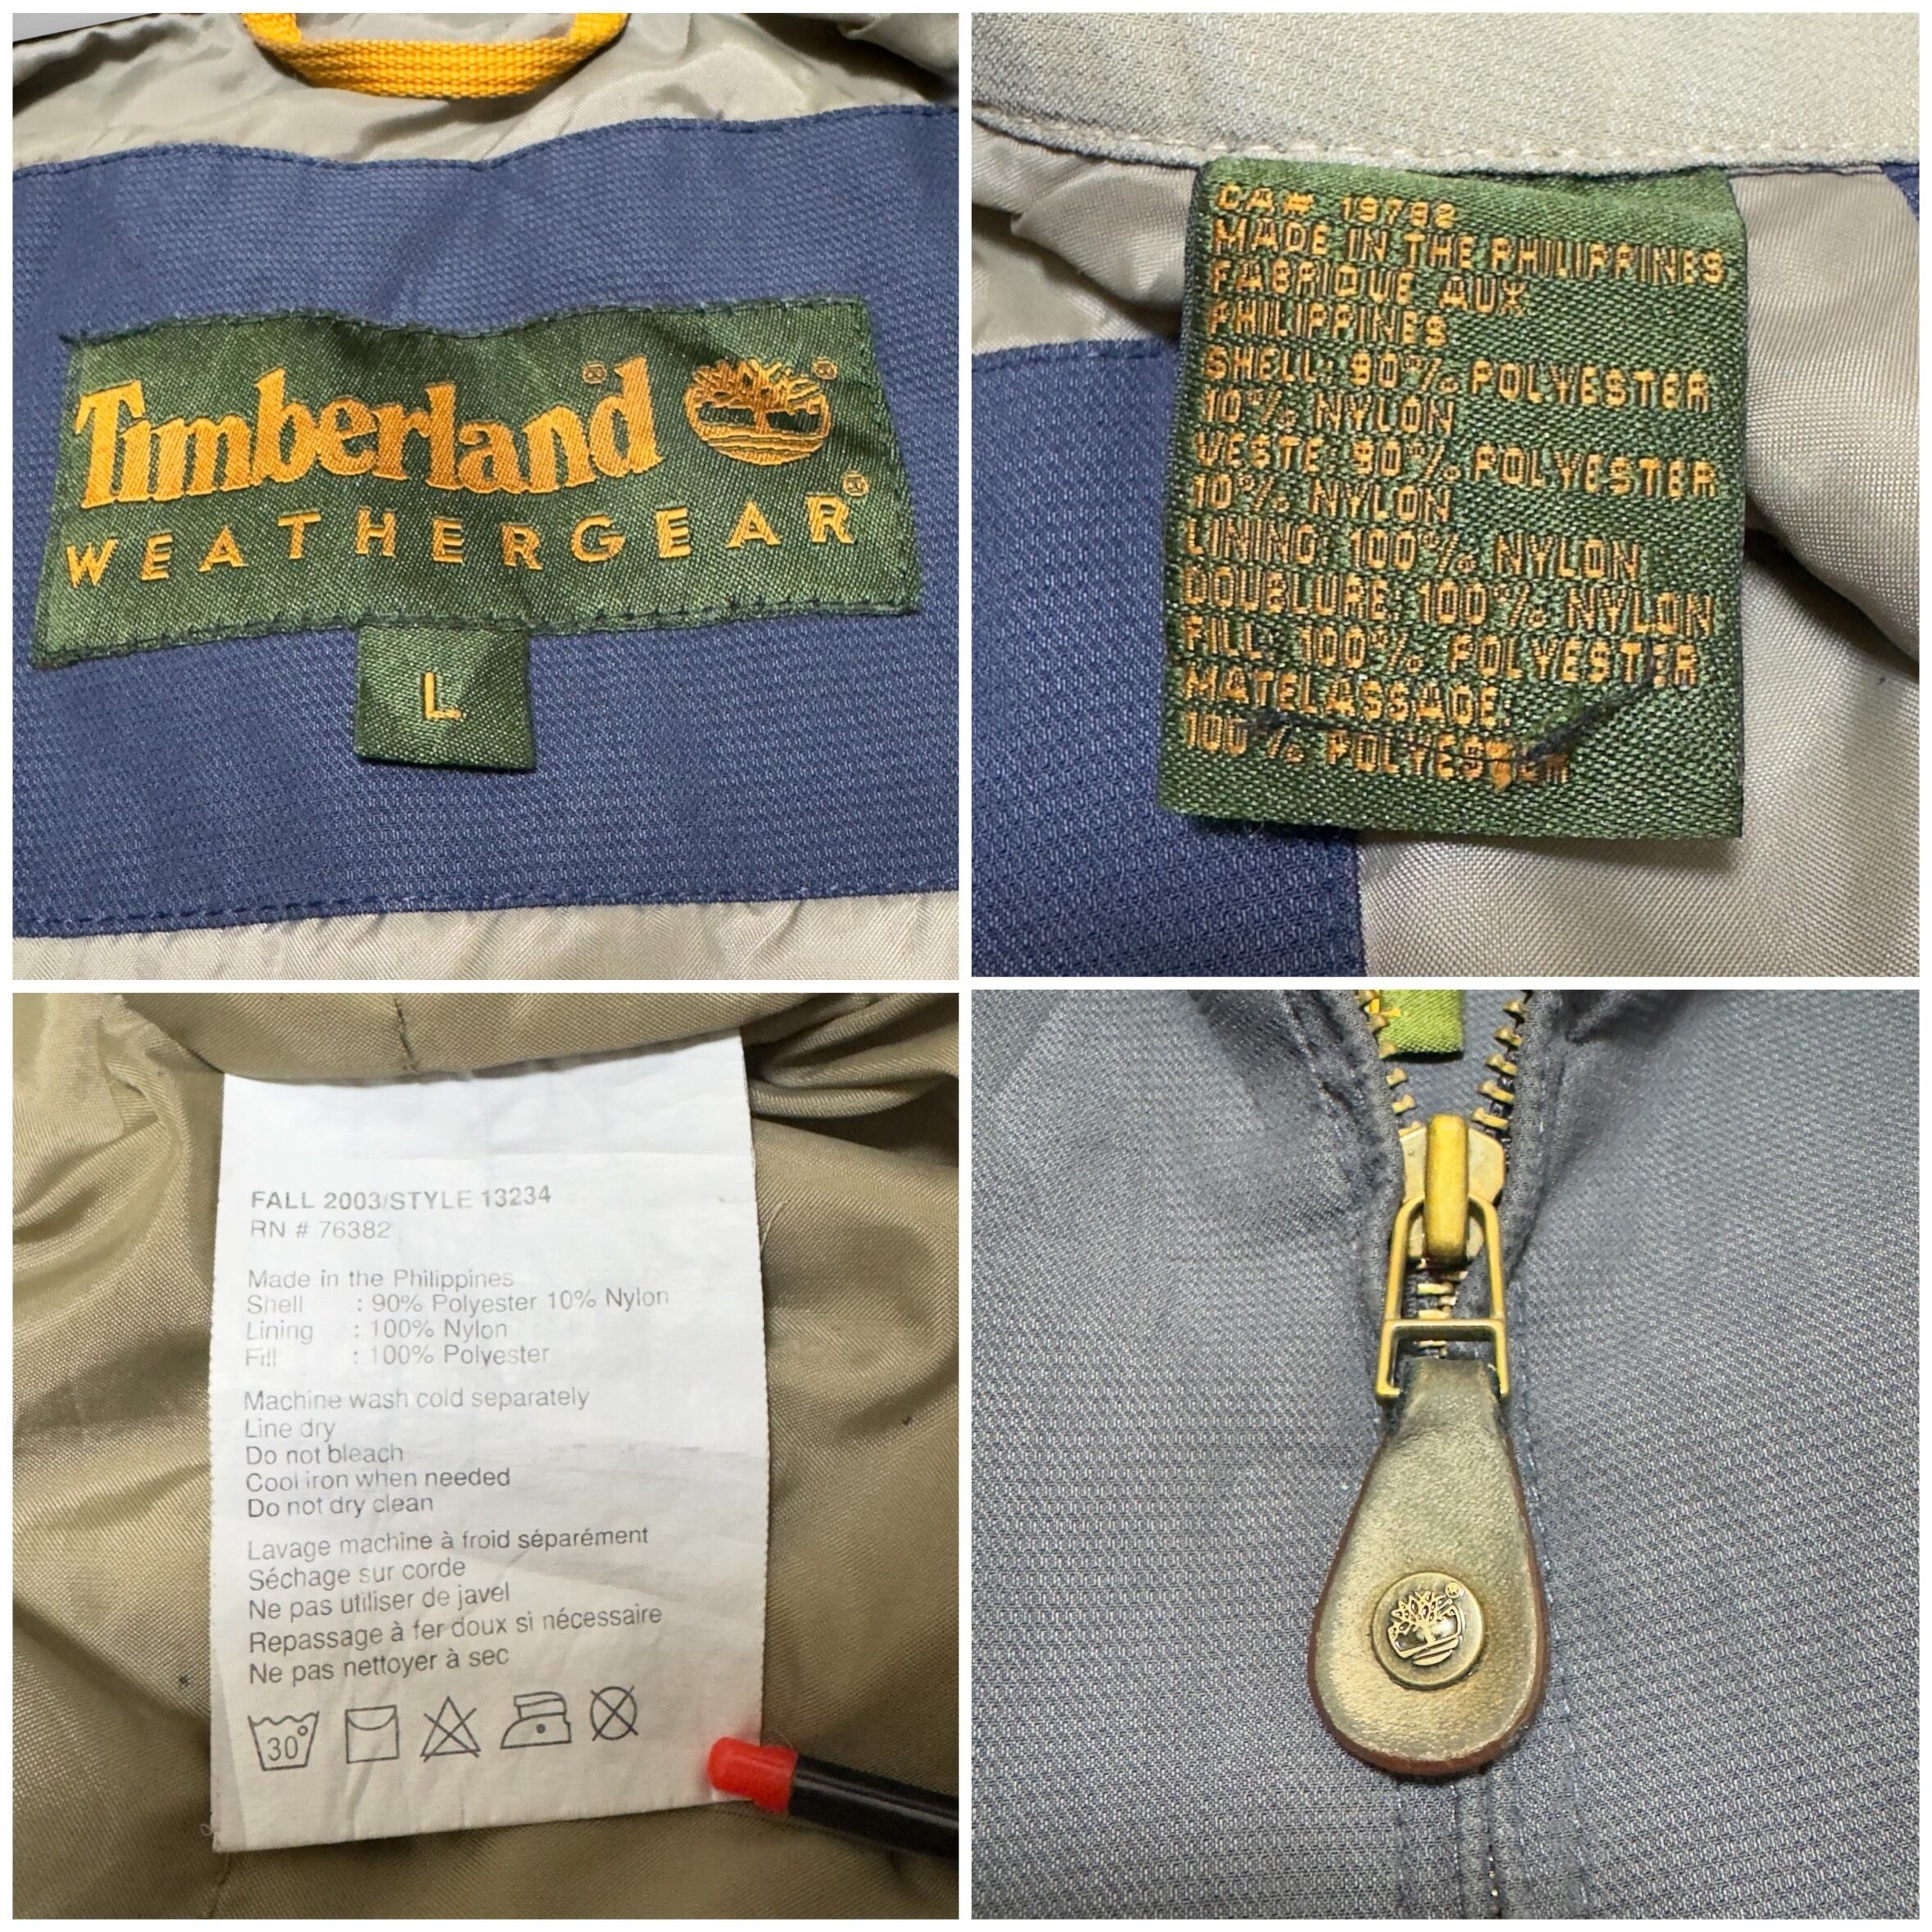 Timberland®
®
WEATHERGEAR®
L
CA# 19792
MADE IN THE PHILIPPINES
FABRIQUE AUX
PHILIPPINES
SHELL: 90% POLYESTER
10% NYLON
VESTE: 90% POLYESTER
10% NYLON
LINING: 100% NYLON
DOUBLURE: 100% NYLON
FILL: 100% POLYESTER
MATELASSAGE:
100% POLYESTER
FALL 2003/STYLE 13234
RN # 76382
Made in the Philippines
Shell : 90% Polyester 10% Nylon
Lining : 100% Nylon
Fill : 100% Polyester
Machine wash cold separately
Line dry
Do not bleach
Cool iron when needed
Do not dry clean
Lavage machine à froid séparément
Séchage sur corde
Ne pas utiliser de javel
Repassage à fer doux si nécessaire
Ne pas nettoyer à sec
30°
®